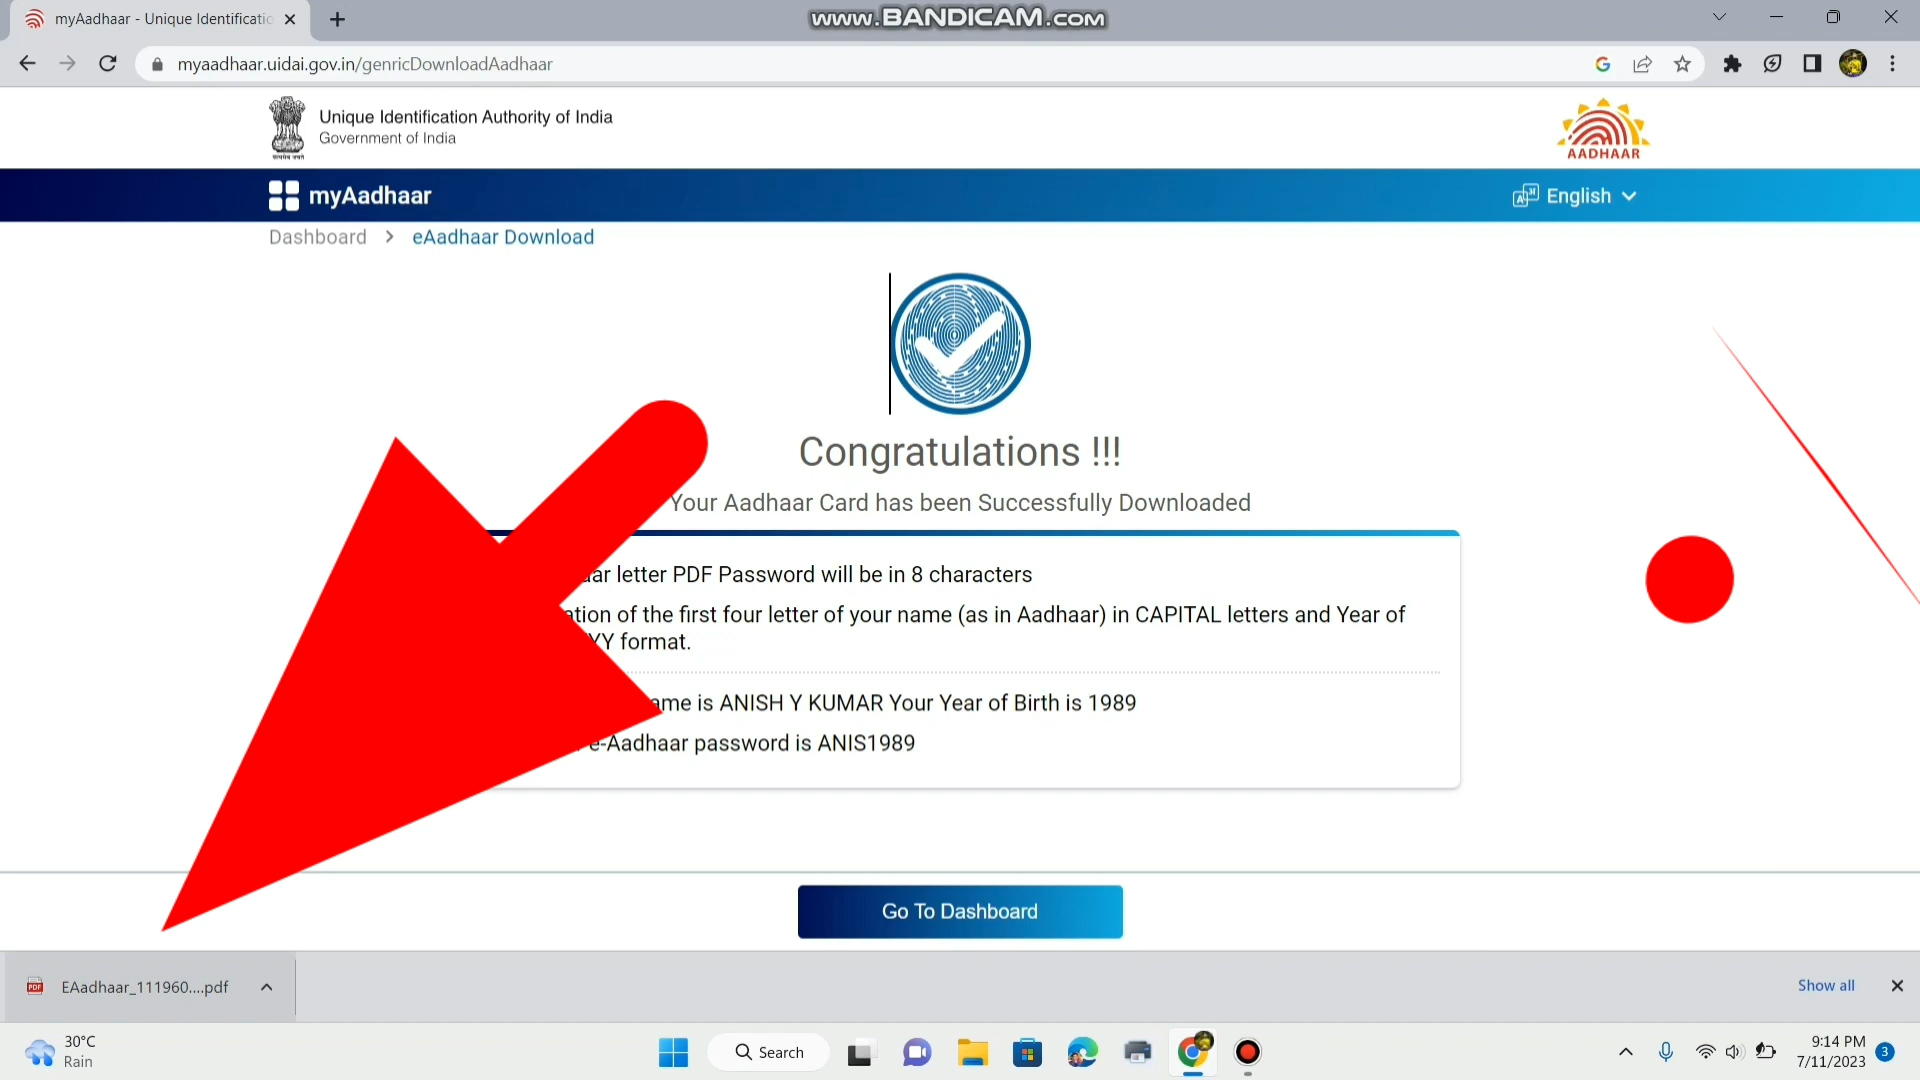 myAadhaar - Unique Identificatio
www.BANDICAM.com
myaadhaar.uidai.gov.in/genricDownloadAadhaar
Unique Identification Authority of India
Government of India
AADHAAR
myAadhaar
English
Dashboard > eAadhaar Download
Congratulations !!!
Your Aadhaar Card has been Successfully Downloaded
letter PDF Password will be in 8 characters
of the first four letter of your name (as in Aadhaar) in CAPITAL letters and Year of
format.
is ANISH Y KUMAR Your Year of Birth is 1989
e-Aadhaar password is ANIS1989
Go To Dashboard
EAadhaar_111960....pdf
Show all
30°C
Rain
Search
9:14 PM
7/11/2023
3